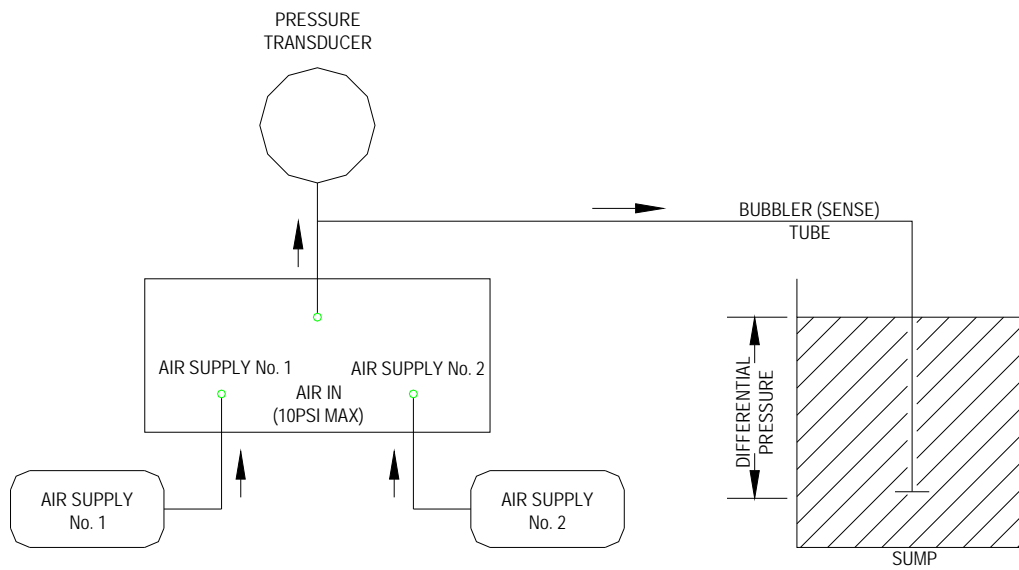 PRESSURE
TRANSDUCER
BUBBLER (SENSE)
TUBE
AIR SUPPLY No. 1
AIR SUPPLY No. 2
AIR IN
(10PSI MAX)
DIFFERENTIAL
PRESSURE
AIR SUPPLY
No. 1
AIR SUPPLY
No. 2
SUMP